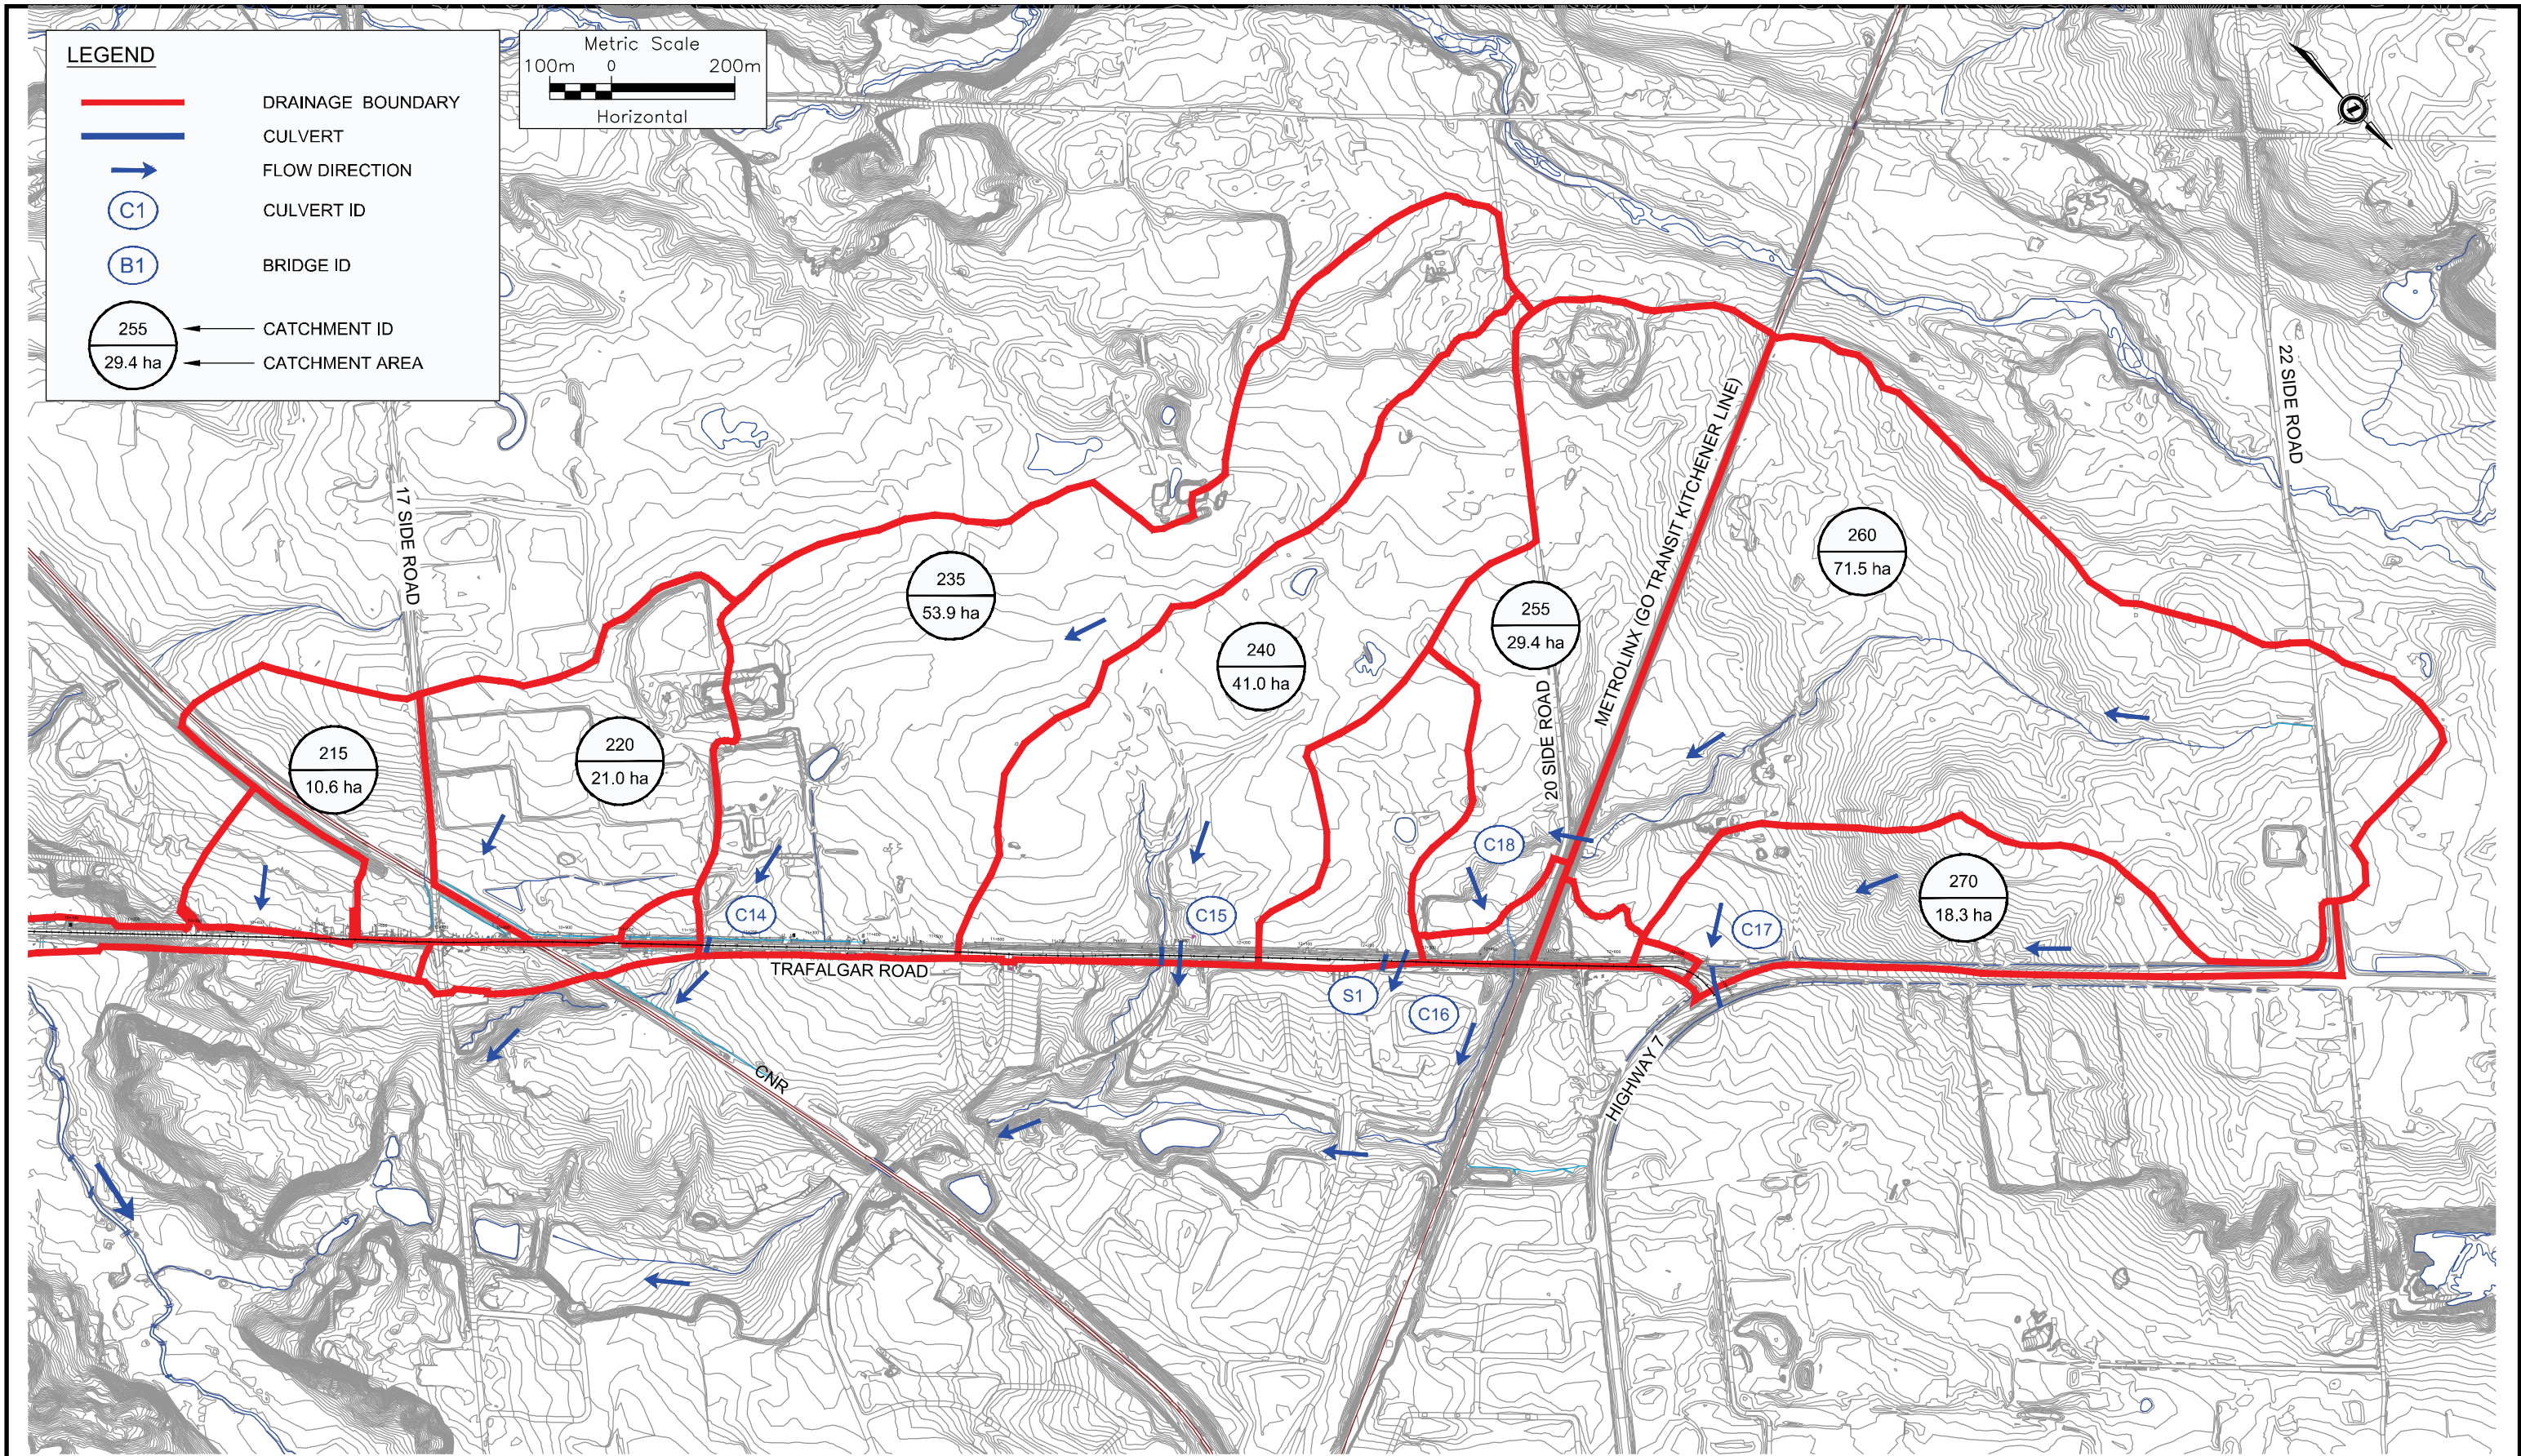 LEGEND
DRAINAGE BOUNDARY
CULVERT
FLOW DIRECTION
C1
CULVERT ID
B1
BRIDGE ID
255
CATCHMENT ID
29.4 ha
CATCHMENT AREA
Metric Scale
100m 0 200m
Horizontal
22 SIDE ROAD
METROLINX (GO TRANSIT KITCHENER LINE)
17 SIDE ROAD
260
71.5 ha
235
53.9 ha
255
29.4 ha
240
41.0 ha
20 SIDE ROAD
220
21.0 ha
215
10.6 ha
C18
270
18.3 ha
C14
C15
C17
TRAFALGAR ROAD
S1
C16
CNR
HIGHWAY 7